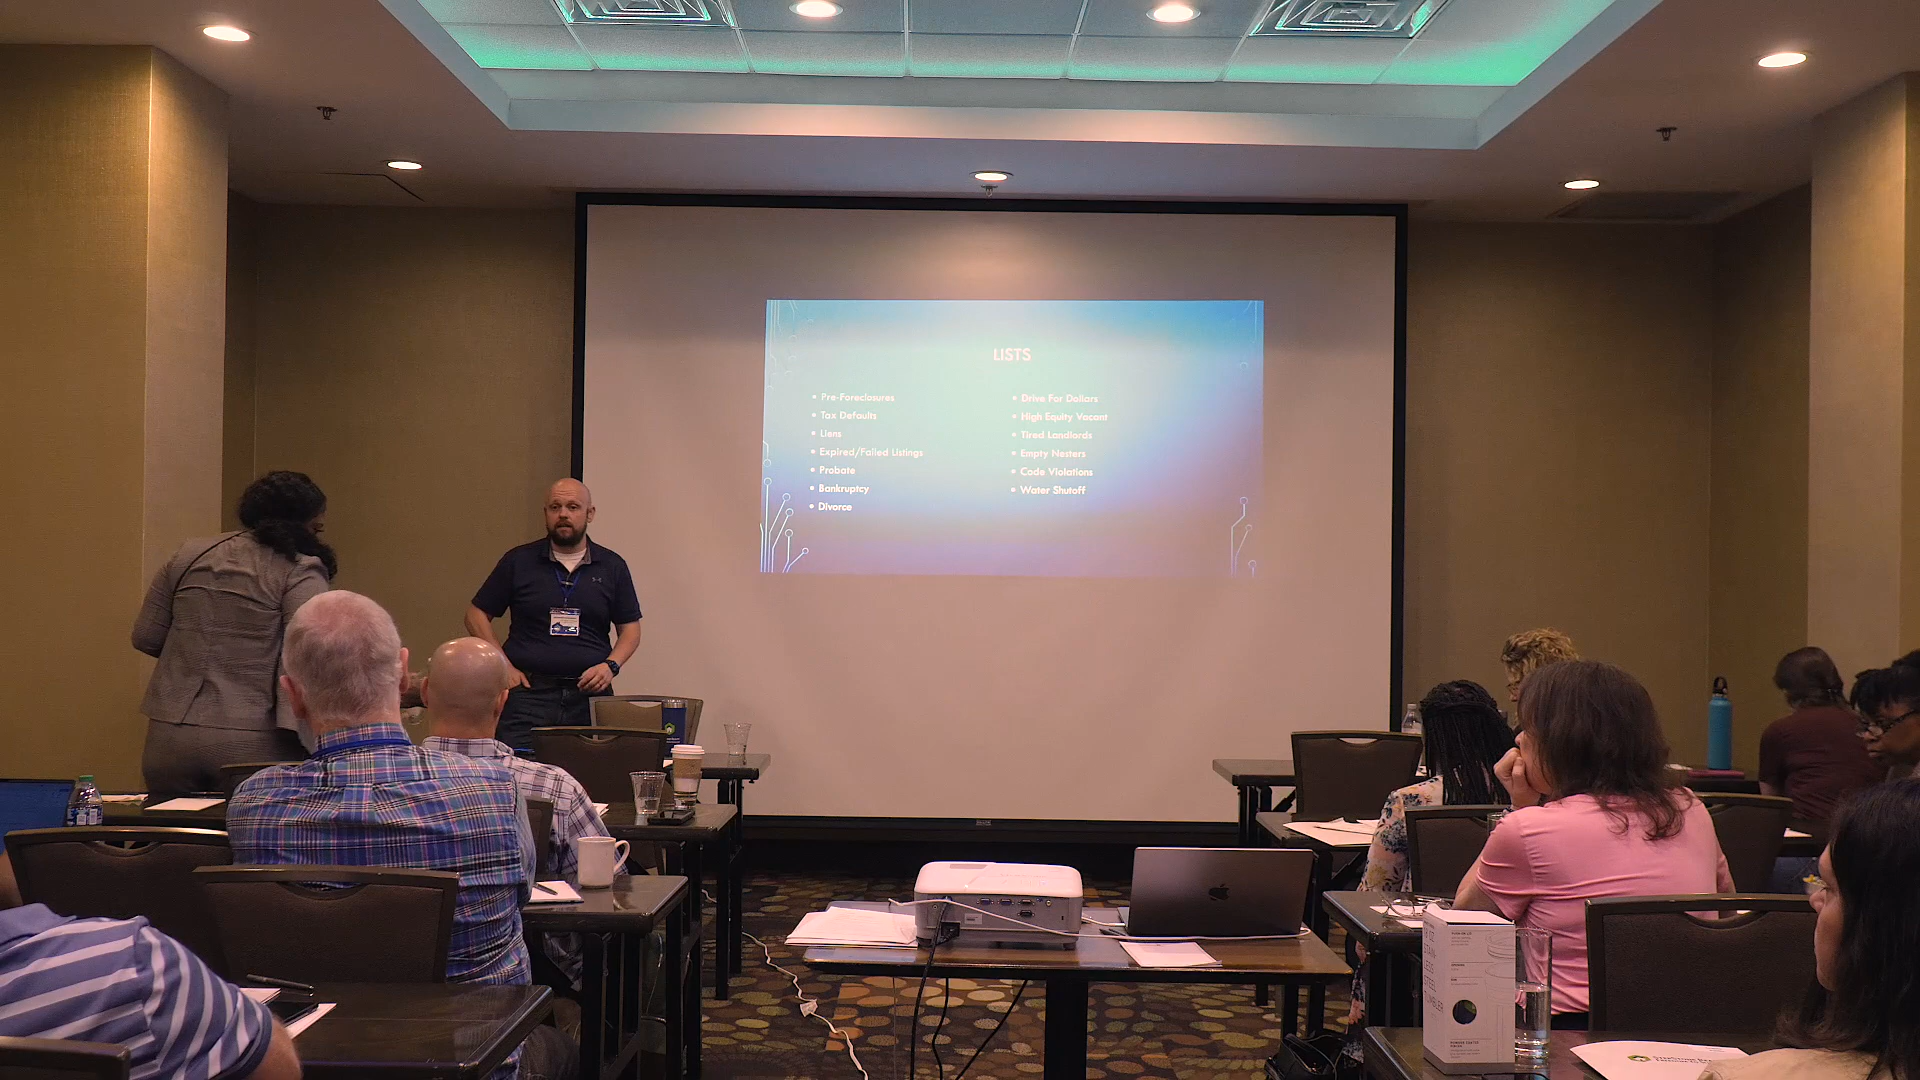 LISTS
• Pre-Foreclosures
• Tax Defaults
• Liens
• Expired/Failed Listings
• Probate
• Bankruptcy
• Divorce
• Drive For Dollars
• High Equity Vacant
• Tired Landlords
• Empty Nesters
• Code Violations
• Water Shutoff